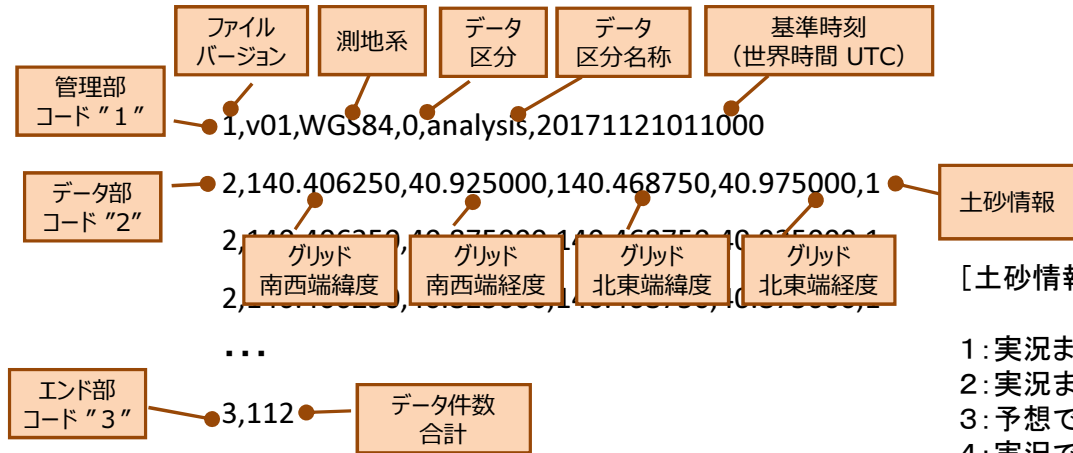 ファイル
バージョン
測地系
データ
区分
データ
区分名称
基準時刻
（世界時間 UTC）
管理部
コード ″１″
1,v01,WGS84,0,analysis,20171121011000
データ部
コード ″2″
2,140.406250,40.925000,140.468750,40.975000,1
土砂情報
グリッド
南西端緯度
グリッド
南西端経度
グリッド
北東端緯度
グリッド
北東端経度
・・・
エンド部
コード ″３″
3,112
データ件数
合計
［土砂情
１：実況ま
２：実況ま
３：予想で
４：実況で